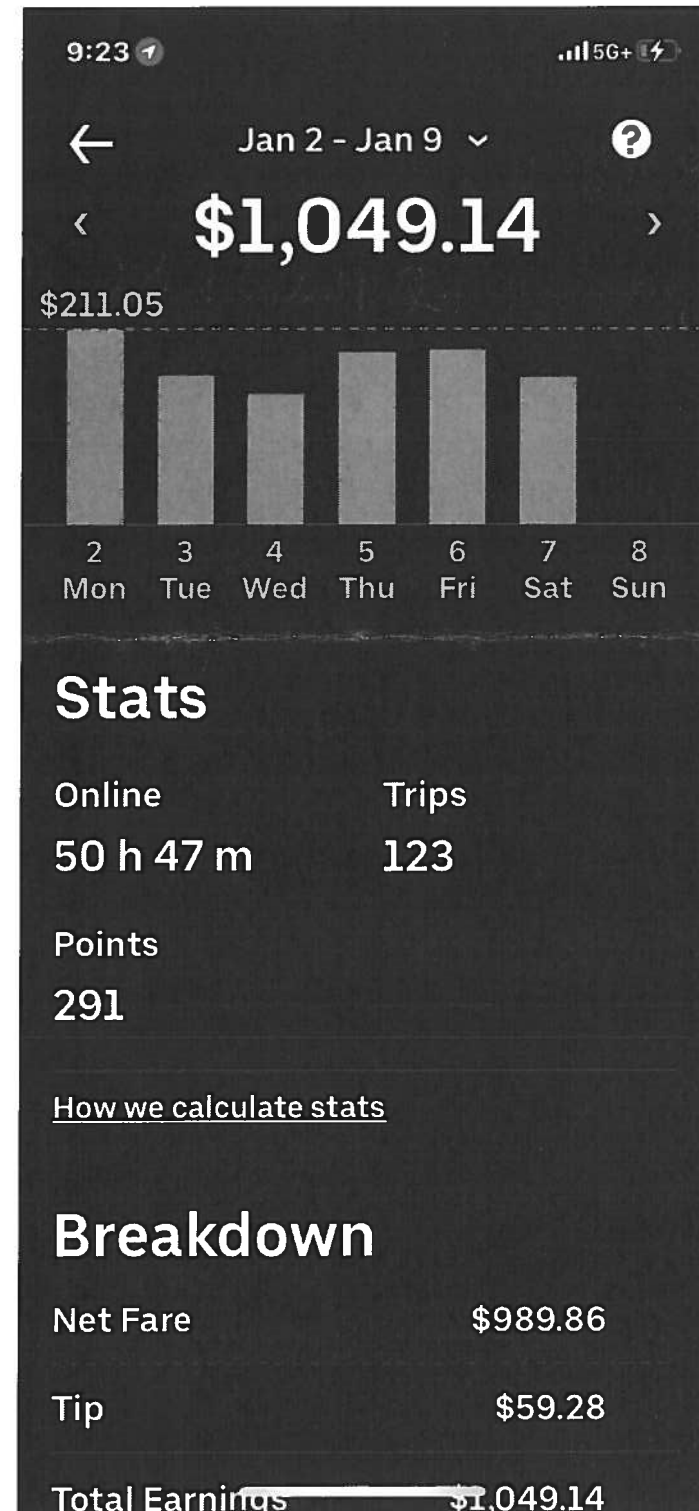 9:23 5G+
Jan 2 - Jan 9
?
$1,049.14
$211.05
2 3 4 5 6 7 8
Mon Tue Wed Thu Fri Sat Sun
Stats
Online Trips
50 h 47 m 123
Points
291
How we calculate stats
Breakdown
Net Fare $989.86
Tip $59.28
Total Earnings $1,049.14